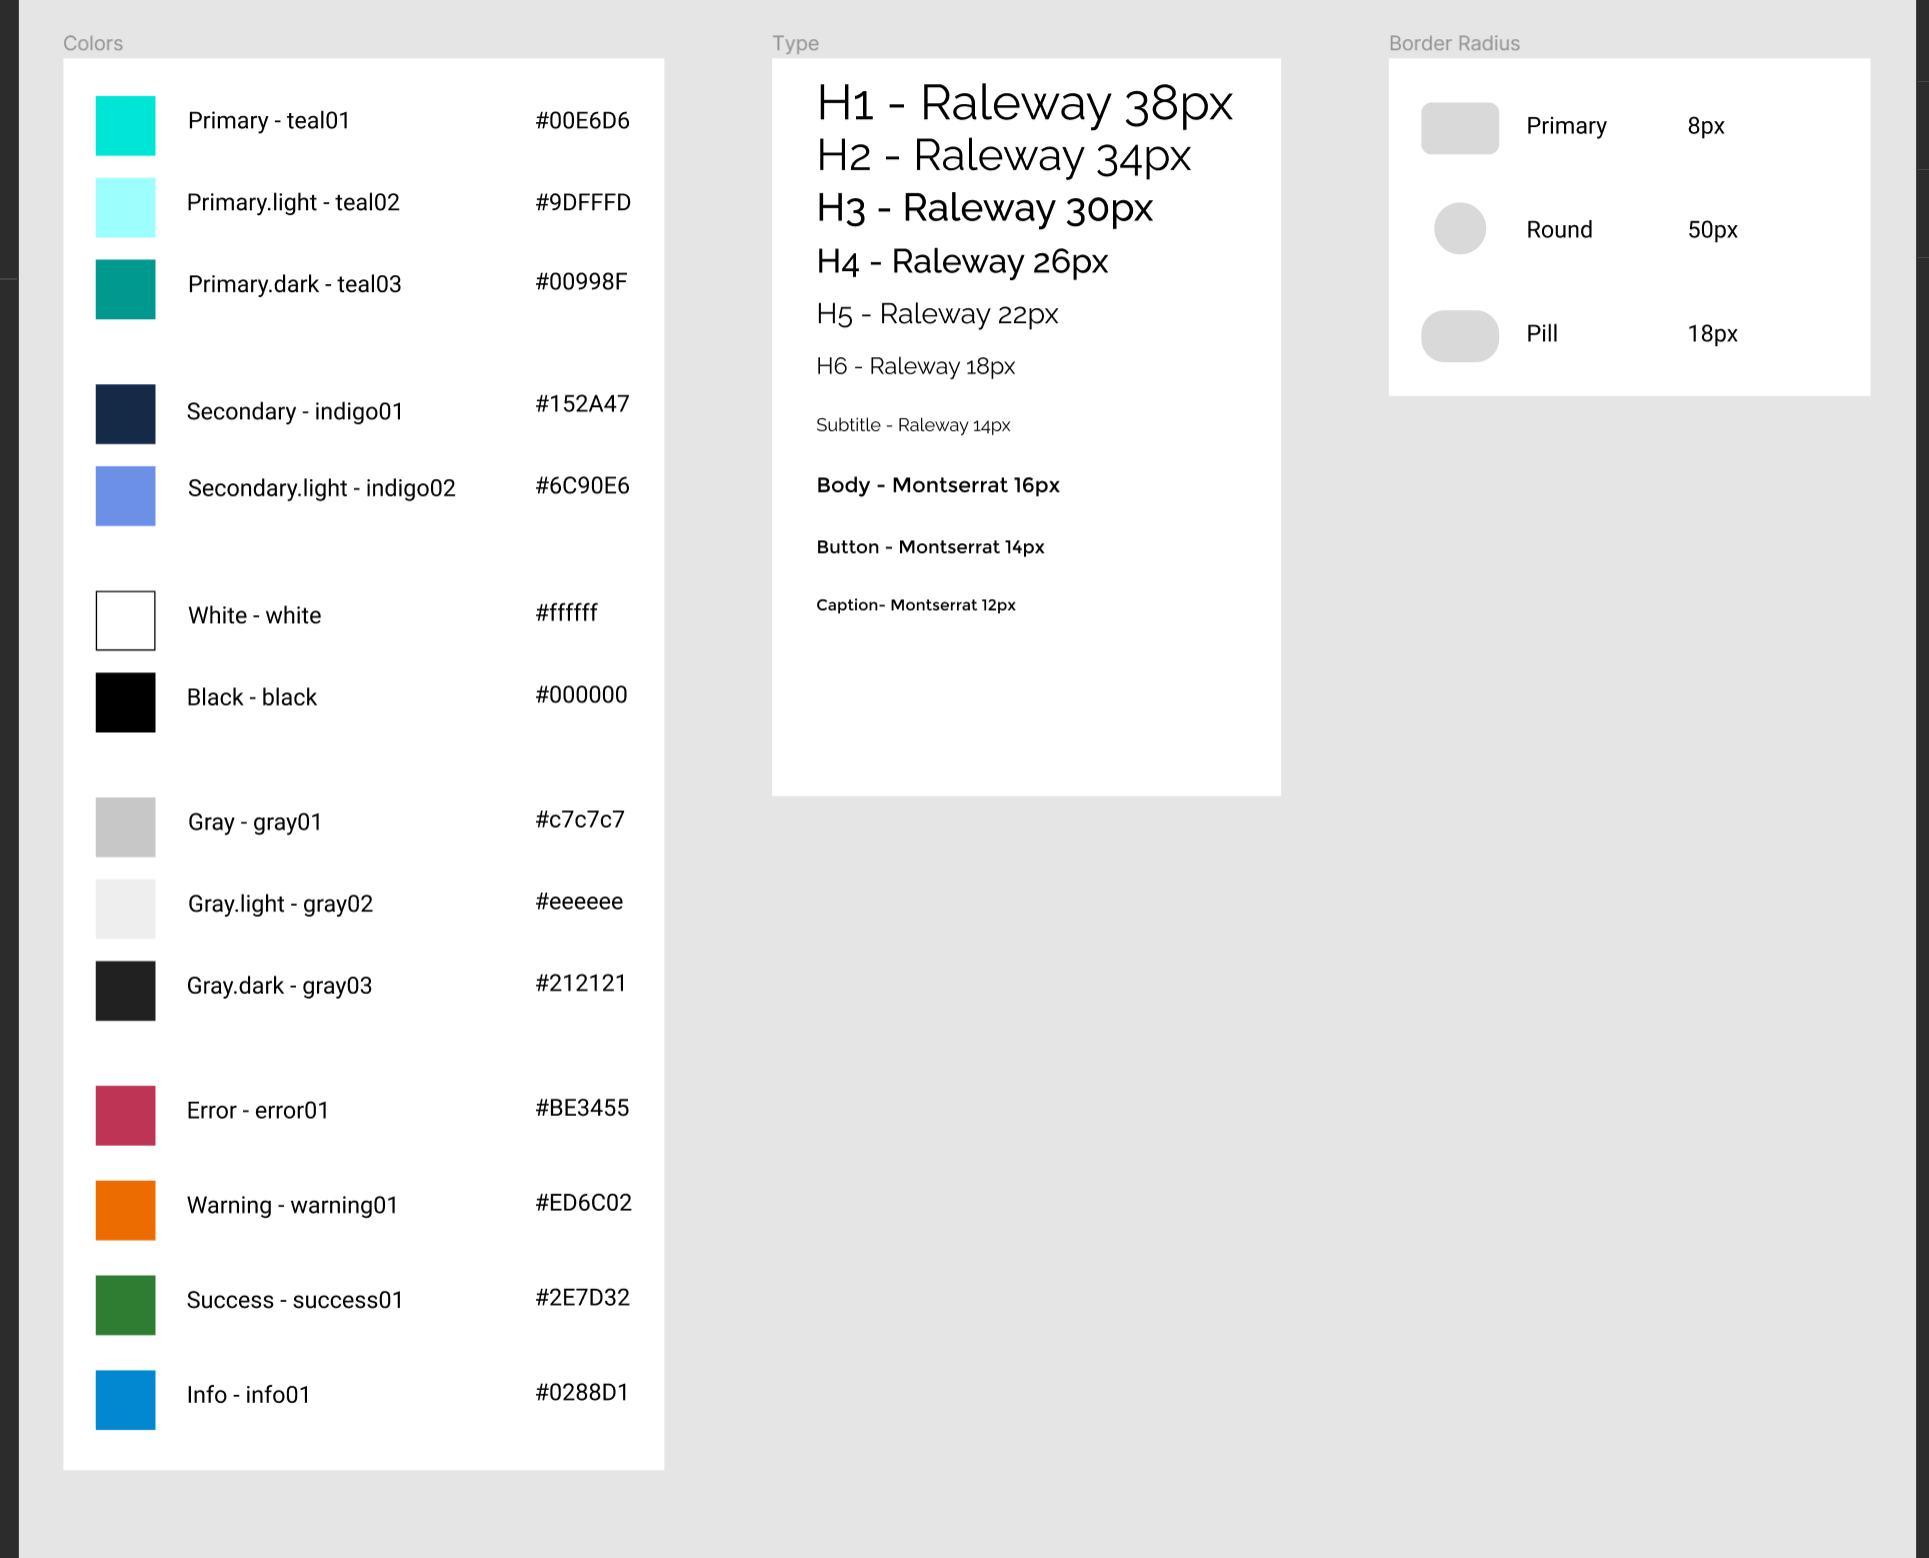 Colors
Primary - teal01 #00E6D6
Primary.light - teal02 #9DFFFD
Primary.dark - teal03 #00998F
Secondary - indigo01 #152A47
Secondary.light - indigo02 #6C90E6
White - white #ffffff
Black - black #000000
Gray - gray01 #c7c7c7
Gray.light - gray02 #eeeeee
Gray.dark - gray03 #212121
Error - error01 #BE3455
Warning - warning01 #ED6C02
Success - success01 #2E7D32
Info - info01 #0288D1
Type
H1 - Raleway 38px
H2 - Raleway 34px
H3 - Raleway 30px
H4 - Raleway 26px
H5 - Raleway 22px
H6 - Raleway 18px
Subtitle - Raleway 14px
Body - Montserrat 16px
Button - Montserrat 14px
Caption- Montserrat 12px
Border Radius
Primary 8px
Round 50px
Pill 18px